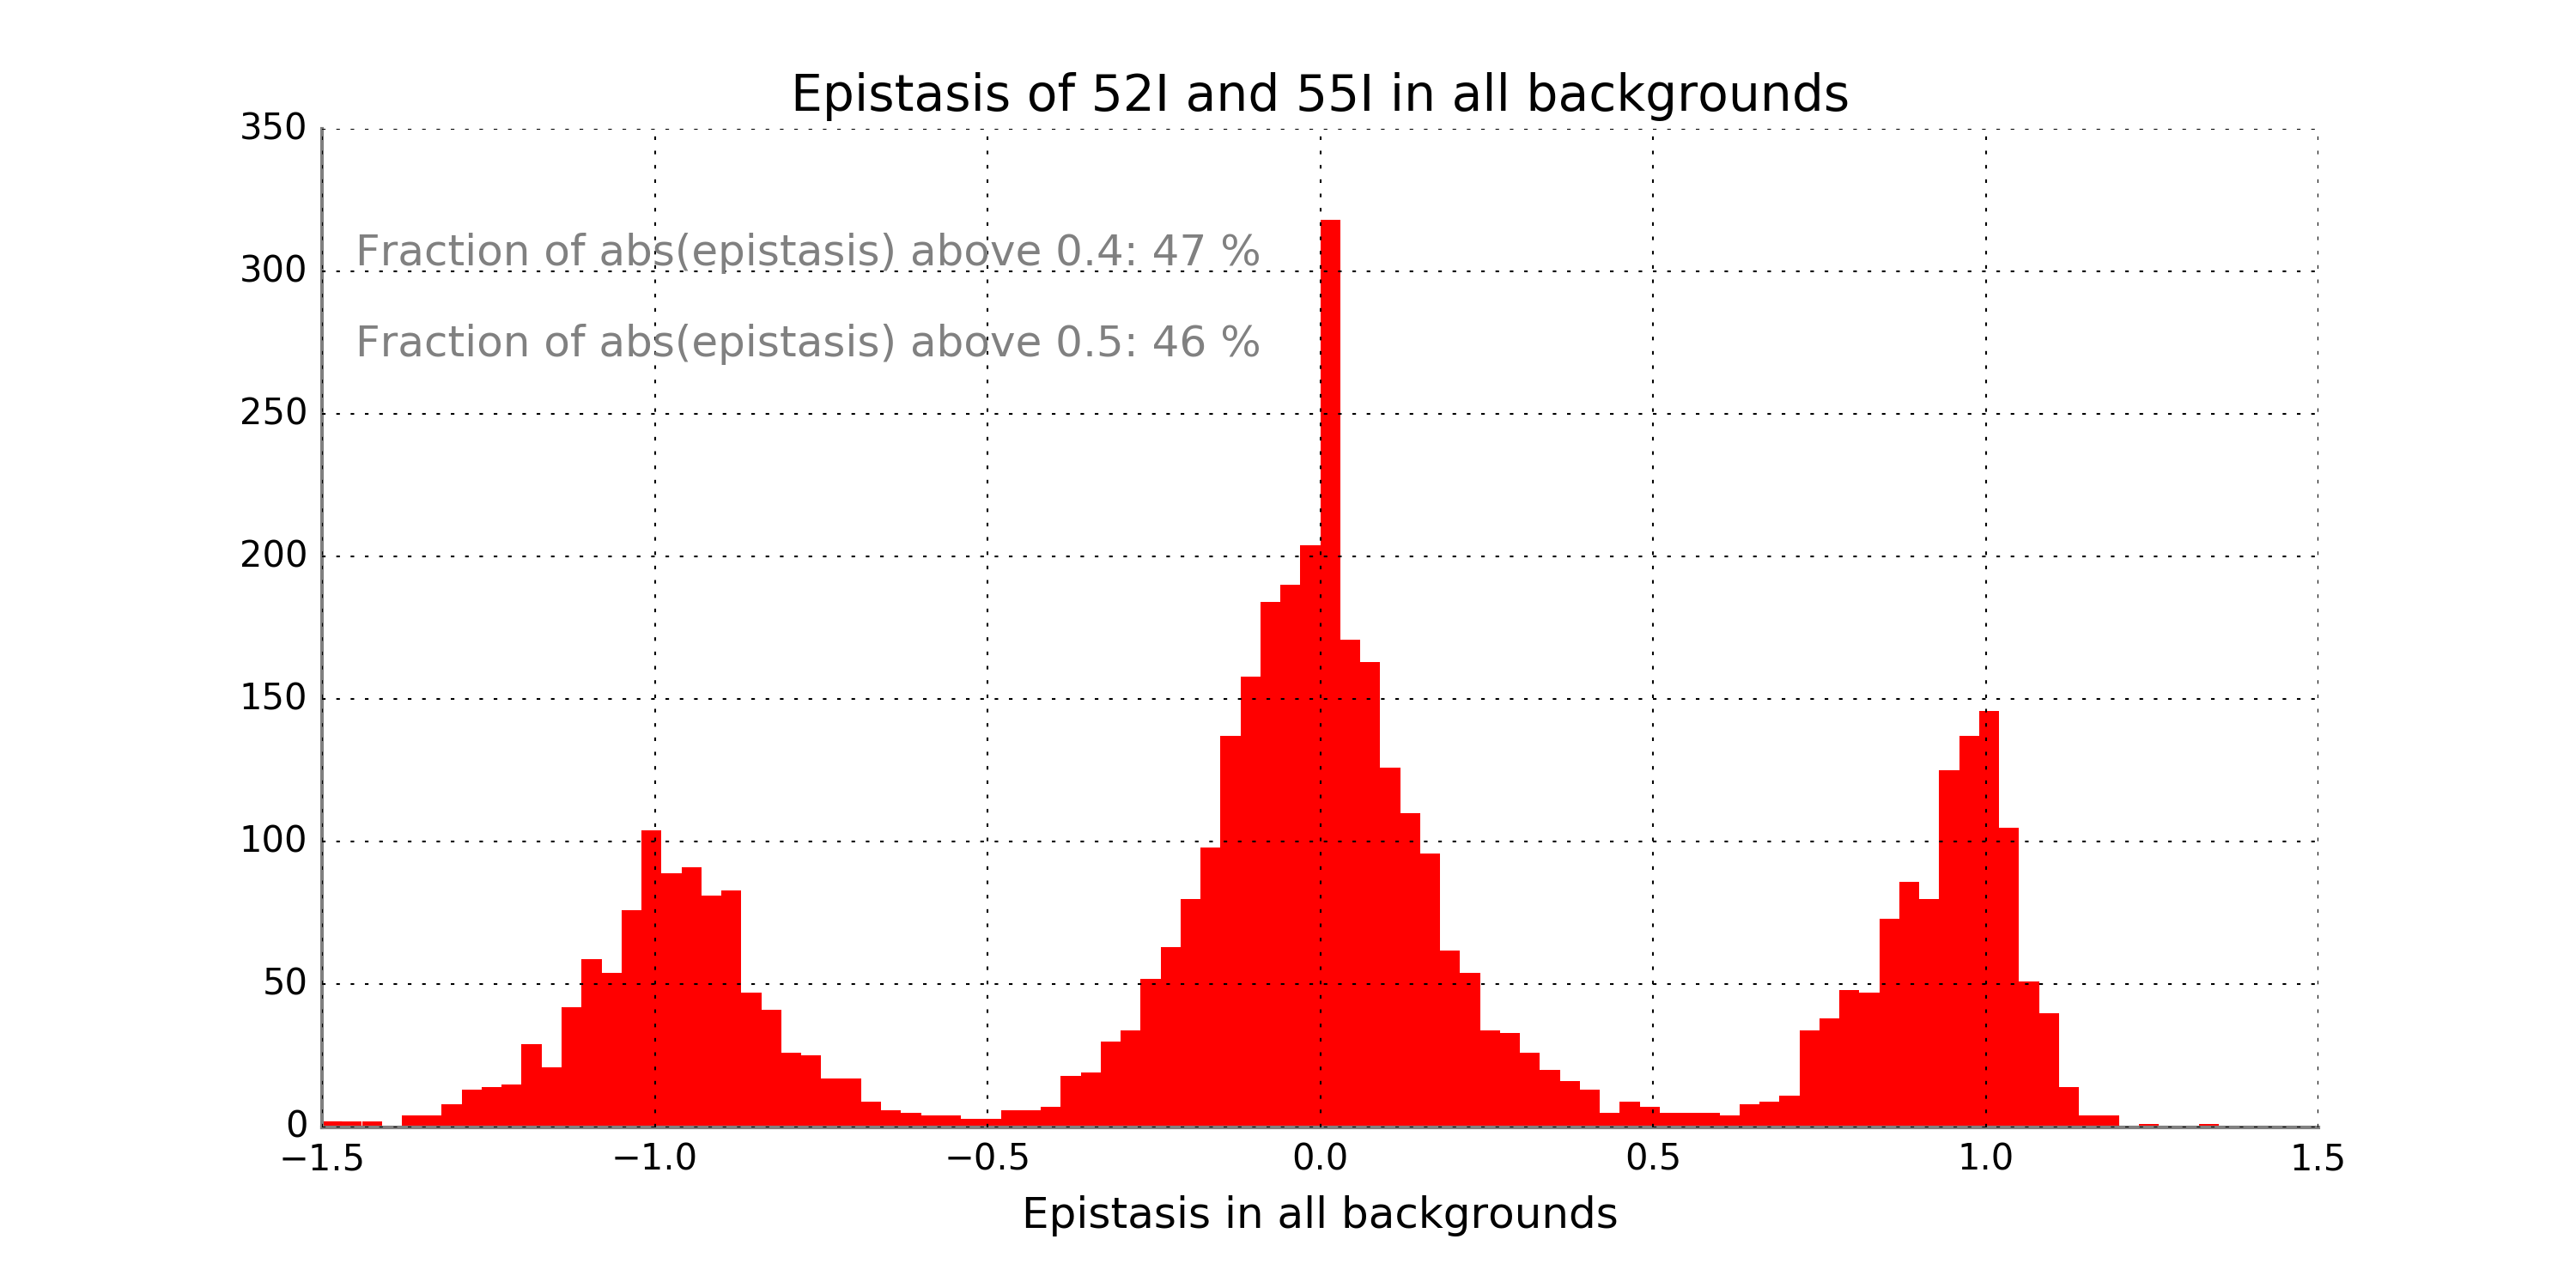 Epistasis of 52I and 55I in all backgrounds
350
Fraction of abs(epistasis) above 0.4: 47 %
300
Fraction of abs(epistasis) above 0.5: 46 %
250
200
150
100
50
0
−1.5 −1.0 −0.5 0.0 0.5 1.0 1.5
Epistasis in all backgrounds